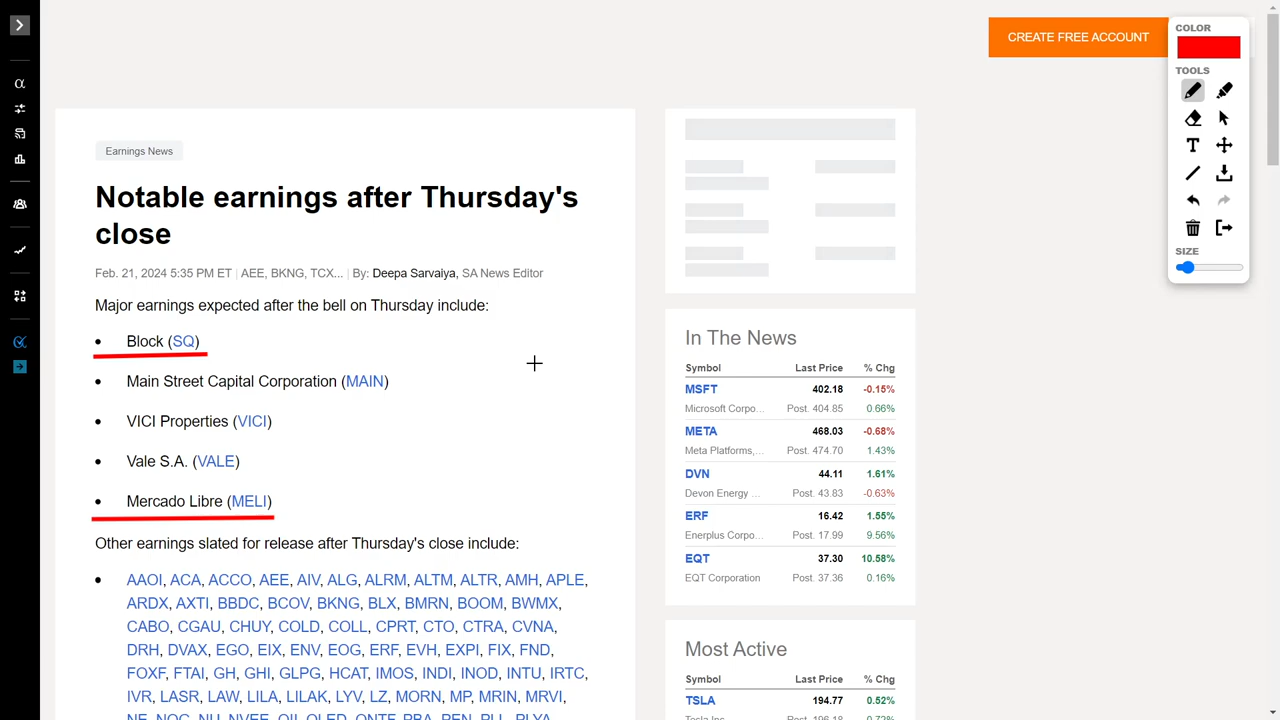 CREATE FREE ACCOUNT
COLOR
TOOLS
T
SIZE
Earnings News
Notable earnings after Thursday's
close
Feb. 21, 2024 5:35 PM ET | AEE, BKNG, TCX... | By: Deepa Sarvaiya, SA News Editor
Major earnings expected after the bell on Thursday include:
• Block (SQ)
• Main Street Capital Corporation (MAIN)
• VICI Properties (VICI)
• Vale S.A. (VALE)
• Mercado Libre (MELI)
Other earnings slated for release after Thursday's close include:
• AAOI, ACA, ACCO, AEE, AIV, ALG, ALRM, ALTM, ALTR, AMH, APLE,
ARDX, AXTI, BBDC, BCOV, BKNG, BLX, BMRN, BOOM, BWMX,
CABO, CGAU, CHUY, COLD, COLL, CPRT, CTO, CTRA, CVNA,
DRH, DVAX, EGO, EIX, ENV, EOG, ERF, EVH, EXPI, FIX, FND,
FOXF, FTAI, GH, GHI, GLPG, HCAT, IMOS, INDI, INOD, INTU, IRTC,
IVR, LASR, LAW, LILA, LILAK, LYV, LZ, MORN, MP, MRIN, MRVI,
In The News
Symbol Last Price % Chg
MSFT 402.18 -0.15%
Microsoft Corpo... Post. 404.85 0.66%
META 468.03 -0.68%
Meta Platforms,... Post. 474.70 1.43%
DVN 44.11 1.61%
Devon Energy ... Post. 43.83 -0.63%
ERF 16.42 1.55%
Enerplus Corpo... Post. 17.99 9.56%
EQT 37.30 10.58%
EQT Corporation Post. 37.36 0.16%
Most Active
Symbol Last Price % Chg
TSLA 194.77 0.52%